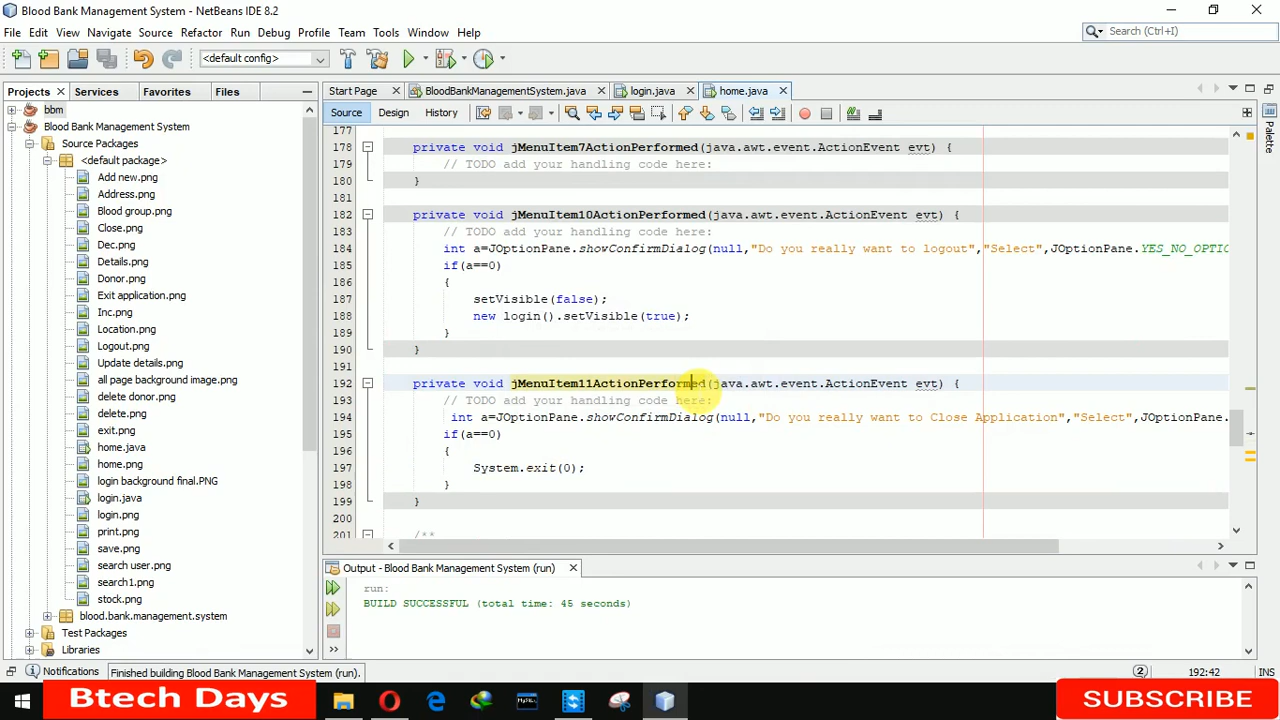 Blood Bank Management System - NetBeans IDE 8.2
File Edit View Navigate Source Refactor Run Debug Profile Team Tools Window Help
Search (Ctrl+I)
<default config>
Projects Services Favorites Files
Start Page BloodBankManagementSystem.java login.java home.java
Source Design History
Palette
bbm
Blood Bank Management System
Source Packages
<default package>
Add new.png
Address.png
Blood group.png
Close.png
Dec.png
Details.png
Donor.png
Exit application.png
Inc.png
Location.png
Logout.png
Update details.png
all page background image.png
delete donor.png
delete.png
exit.png
home.java
home.png
login background final.PNG
login.java
login.png
print.png
save.png
search user.png
search1.png
stock.png
blood.bank.management.system
Test Packages
Libraries
177
178 private void jMenuItem7ActionPerformed(java.awt.event.ActionEvent evt) {
179 // TODO add your handling code here:
180 }
181
182 private void jMenuItem10ActionPerformed(java.awt.event.ActionEvent evt) {
183 // TODO add your handling code here:
184 int a=JOptionPane.showConfirmDialog(null,"Do you really want to logout","Select",JOptionPane.YES_NO_OPTIO
185 if(a==0)
186 {
187 setVisible(false);
188 new login().setVisible(true);
189 }
190 }
191
192 private void jMenuItem11ActionPerformed(java.awt.event.ActionEvent evt) {
193 // TODO add your handling code here:
194 int a=JOptionPane.showConfirmDialog(null,"Do you really want to Close Application","Select",JOptionPane.
195 if(a==0)
196 {
197 System.exit(0);
198 }
199 }
200
201 /**
Output - Blood Bank Management System (run)
run:
BUILD SUCCESSFUL (total time: 45 seconds)
Notifications Finished building Blood Bank Management System (run). 2 192:42 INS
Btech Days
SUBSCRIBE